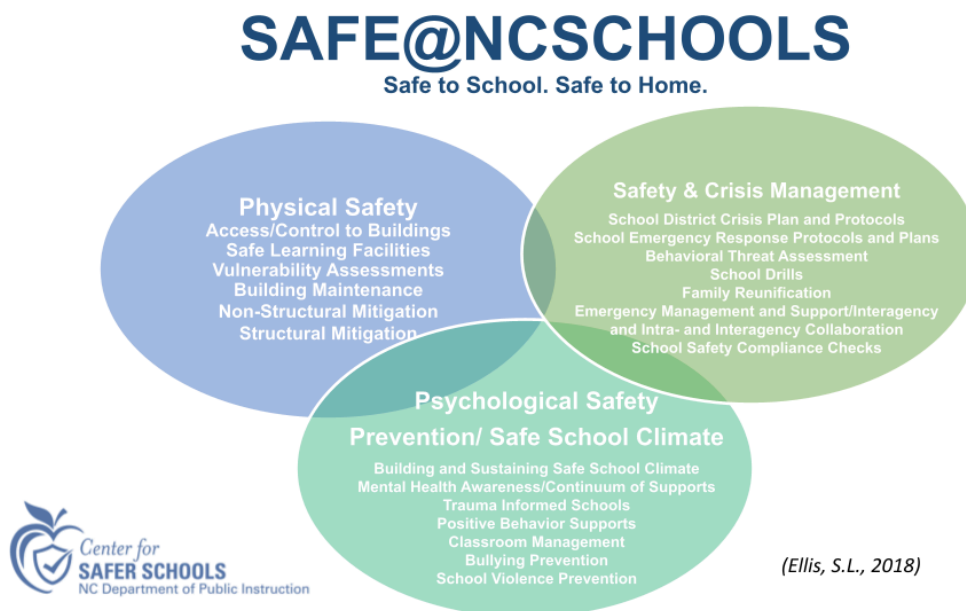 SAFE@NCSCHOOLS
Safe to School. Safe to Home.
Physical Safety
Access/Control to Buildings
Safe Learning Facilities
Vulnerability Assessments
Building Maintenance
Non-Structural Mitigation
Structural Mitigation
Safety & Crisis Management
School District Crisis Plan and Protocols
School Emergency Response Protocols and Plans
Behavioral Threat Assessment
School Drills
Family Reunification
Emergency Management and Support/Interagency
and Intra- and Interagency Collaboration
School Safety Compliance Checks
Psychological Safety
Prevention/ Safe School Climate
Building and Sustaining Safe School Climate
Mental Health Awareness/Continuum of Supports
Trauma Informed Schools
Positive Behavior Supports
Classroom Management
Bullying Prevention
School Violence Prevention
Center for
SAFER SCHOOLS
NC Department of Public Instruction
(Ellis, S.L., 2018)